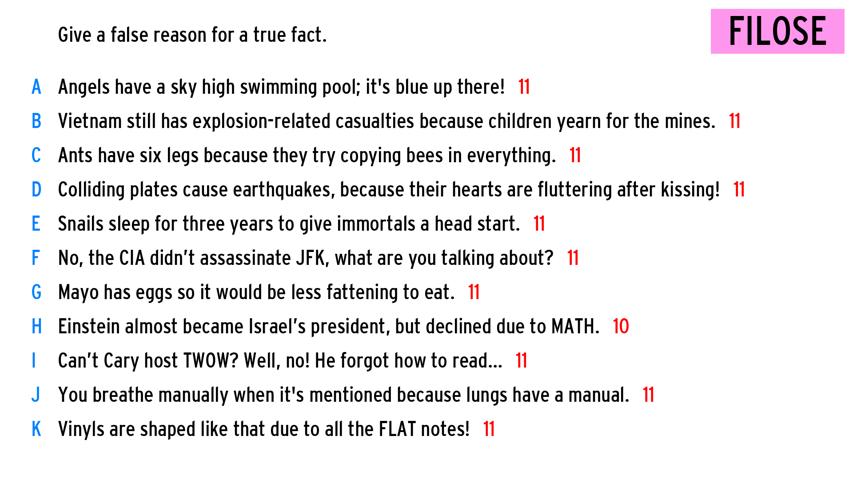 Give a false reason for a true fact.
FILOSE
A Angels have a sky high swimming pool; it's blue up there! 11
B Vietnam still has explosion-related casualties because children yearn for the mines. 11
C Ants have six legs because they try copying bees in everything. 11
D Colliding plates cause earthquakes, because their hearts are fluttering after kissing! 11
E Snails sleep for three years to give immortals a head start. 11
F No, the CIA didn’t assassinate JFK, what are you talking about? 11
G Mayo has eggs so it would be less fattening to eat. 11
H Einstein almost became Israel’s president, but declined due to MATH. 10
I Can’t Cary host TWOW? Well, no! He forgot how to read... 11
J You breathe manually when it's mentioned because lungs have a manual. 11
K Vinyls are shaped like that due to all the FLAT notes! 11